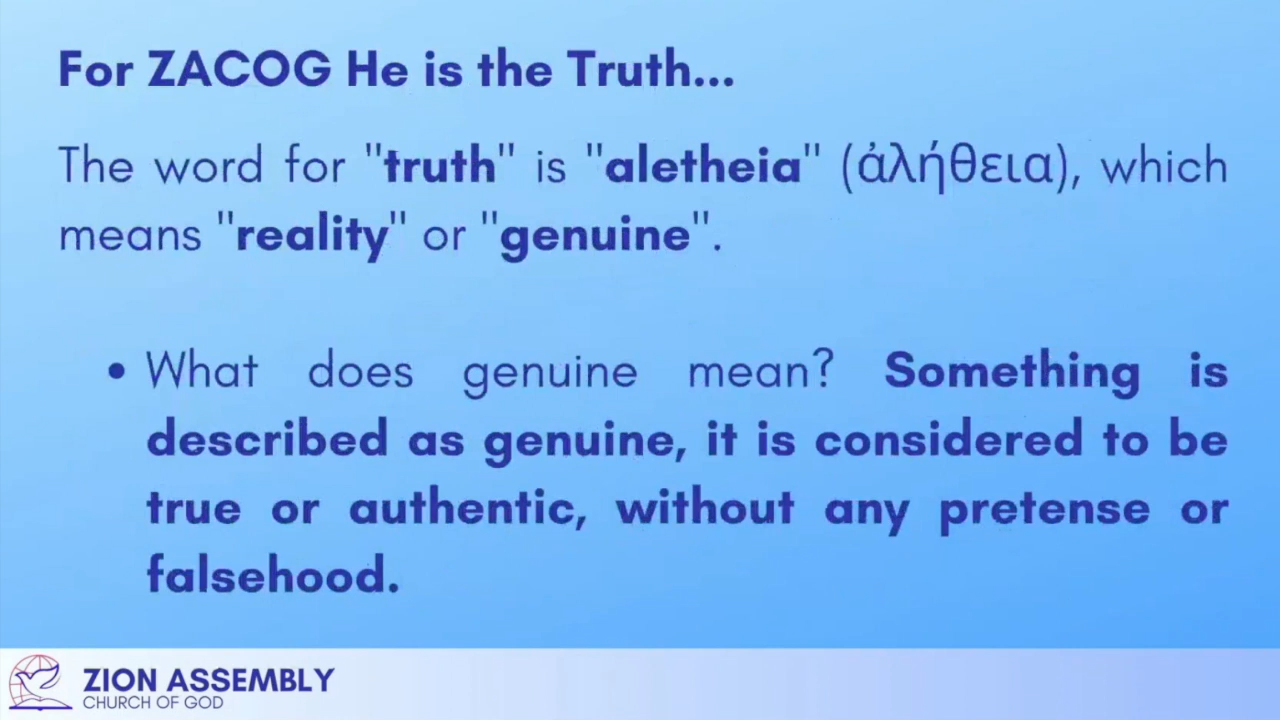 For ZACOG He is the Truth...
The word for "truth" is "aletheia" (ἀλήθεια), which
means "reality" or "genuine".
• What does genuine mean? Something is
described as genuine, it is considered to be
true or authentic, without any pretense or
falsehood.
ZION ASSEMBLY
CHURCH OF GOD